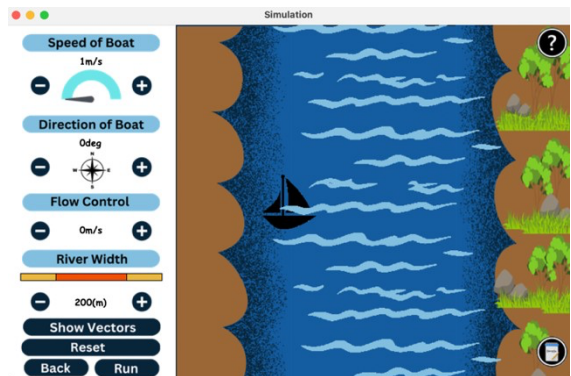 Simulation
Speed of Boat
1m/s
− +
Direction of Boat
0deg
− +
N
W E
S
Flow Control
− 0m/s +
River Width
− 200(m) +
Show Vectors
Reset
Back Run
?